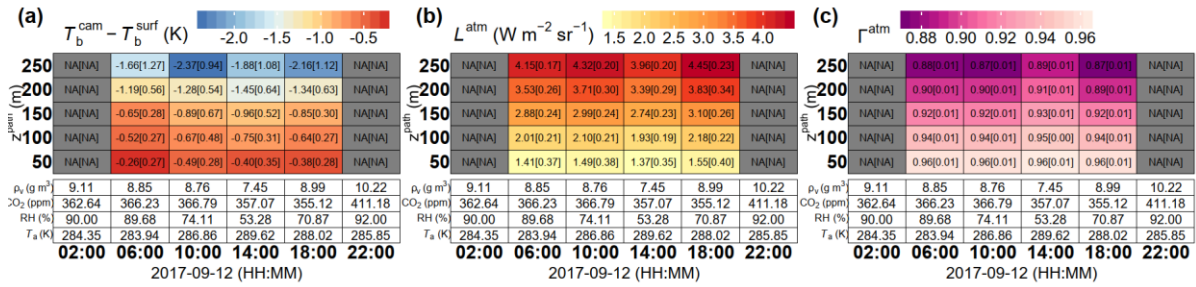 (a) T_b^cam − T_b^surf (K) -2.0 -1.5 -1.0 -0.5
250 NA[NA] -1.66[1.27] -2.37[0.94] -1.88[1.08] -2.16[1.12] NA[NA]
200 NA[NA] -1.19[0.56] -1.28[0.54] -1.45[0.64] -1.34[0.63] NA[NA]
150 NA[NA] -0.65[0.28] -0.89[0.67] -0.96[0.52] -0.85[0.30] NA[NA]
100 NA[NA] -0.52[0.27] -0.67[0.48] -0.75[0.31] -0.64[0.27] NA[NA]
50 NA[NA] -0.26[0.27] -0.49[0.28] -0.40[0.35] -0.38[0.28] NA[NA]
z^path (m)
ρ_v (g m³) 9.11 8.85 8.76 7.45 8.99 10.22
CO₂ (ppm) 362.64 366.23 366.79 357.07 355.12 411.18
RH (%) 90.00 89.68 74.11 53.28 70.87 92.00
T_a (K) 284.35 283.94 286.86 289.62 288.02 285.85
02:00 06:00 10:00 14:00 18:00 22:00
2017-09-12 (HH:MM)
(b) L^atm (W m⁻² sr⁻¹) 1.5 2.0 2.5 3.0 3.5 4.0
250 NA[NA] 4.15[0.17] 4.32[0.20] 3.96[0.20] 4.45[0.23] NA[NA]
200 NA[NA] 3.53[0.26] 3.71[0.30] 3.39[0.29] 3.83[0.34] NA[NA]
150 NA[NA] 2.88[0.24] 2.99[0.24] 2.74[0.23] 3.10[0.26] NA[NA]
100 NA[NA] 2.01[0.21] 2.10[0.21] 1.93[0.19] 2.18[0.22] NA[NA]
50 NA[NA] 1.41[0.37] 1.49[0.38] 1.37[0.35] 1.55[0.40] NA[NA]
z^path (m)
ρ_v (g m³) 9.11 8.85 8.76 7.45 8.99 10.22
CO₂ (ppm) 362.64 366.23 366.79 357.07 355.12 411.18
RH (%) 90.00 89.68 74.11 53.28 70.87 92.00
T_a (K) 284.35 283.94 286.86 289.62 288.02 285.85
02:00 06:00 10:00 14:00 18:00 22:00
2017-09-12 (HH:MM)
(c) Γ^atm 0.88 0.90 0.92 0.94 0.96
250 NA[NA] 0.88[0.01] 0.87[0.01] 0.89[0.01] 0.87[0.01] NA[NA]
200 NA[NA] 0.90[0.01] 0.90[0.01] 0.91[0.01] 0.89[0.01] NA[NA]
150 NA[NA] 0.92[0.01] 0.92[0.01] 0.93[0.01] 0.92[0.01] NA[NA]
100 NA[NA] 0.94[0.01] 0.94[0.01] 0.95[0.00] 0.94[0.01] NA[NA]
50 NA[NA] 0.96[0.01] 0.96[0.01] 0.96[0.01] 0.96[0.01] NA[NA]
z^path (m)
ρ_v (g m³) 9.11 8.85 8.76 7.45 8.99 10.22
CO₂ (ppm) 362.64 366.23 366.79 357.07 355.12 411.18
RH (%) 90.00 89.68 74.11 53.28 70.87 92.00
T_a (K) 284.35 283.94 286.86 289.62 288.02 285.85
02:00 06:00 10:00 14:00 18:00 22:00
2017-09-12 (HH:MM)